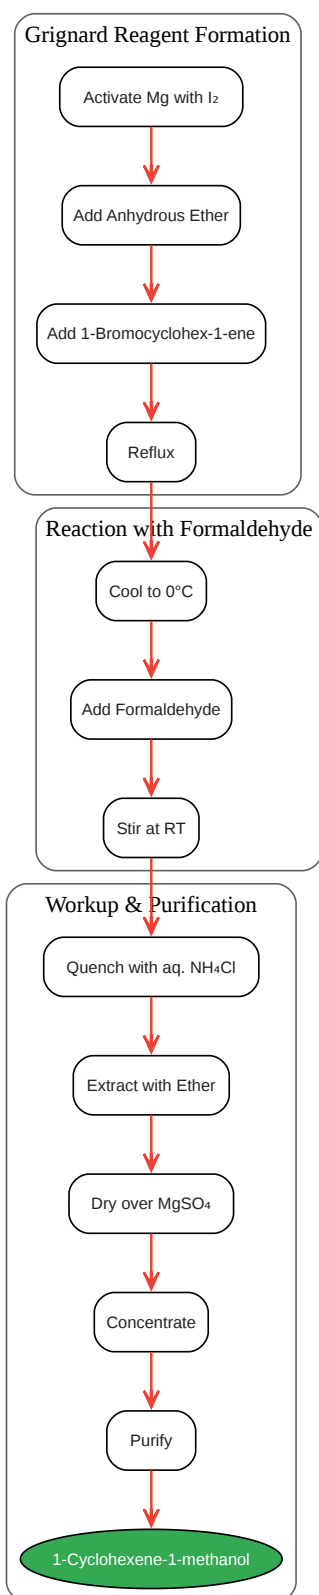 Grignard Reagent Formation
Activate Mg with I₂
Add Anhydrous Ether
Add 1-Bromocyclohex-1-ene
Reflux
Reaction with Formaldehyde
Cool to 0°C
Add Formaldehyde
Stir at RT
Workup & Purification
Quench with aq. NH₄Cl
Extract with Ether
Dry over MgSO₄
Concentrate
Purify
1-Cyclohexene-1-methanol